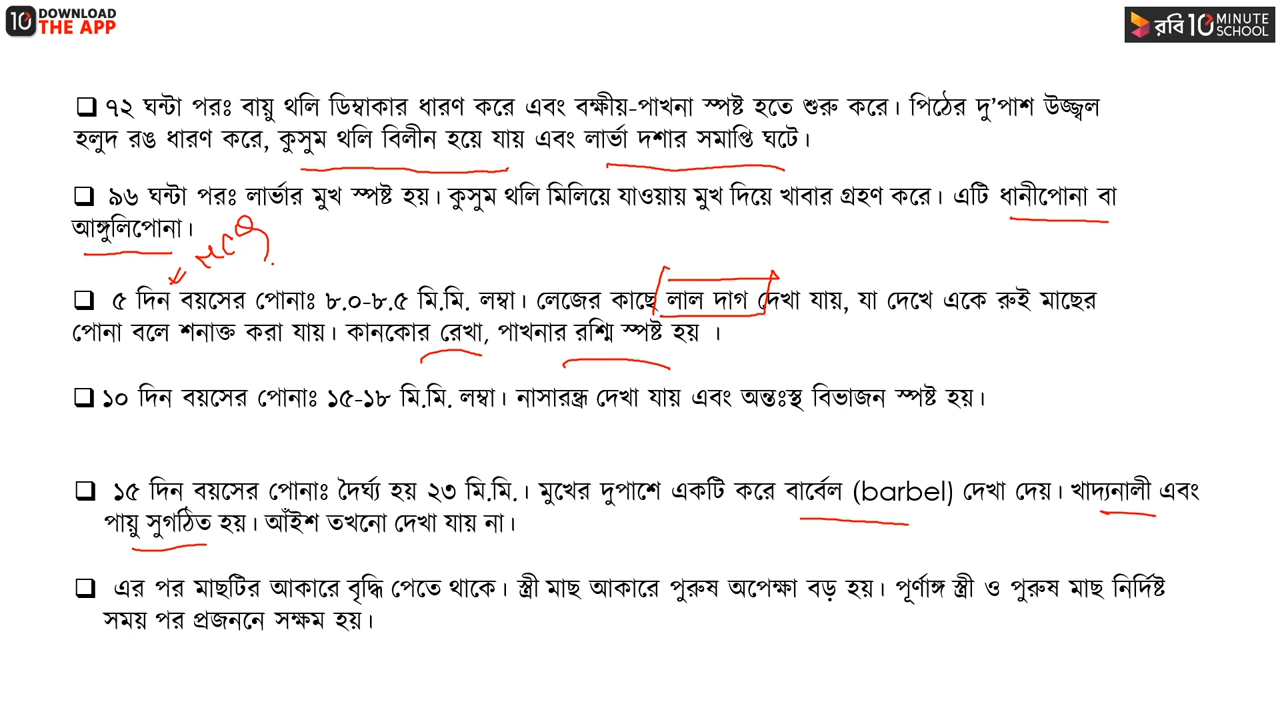 10 DOWNLOAD
THE APP
রবি 10 MINUTE
SCHOOL
৭২ ঘন্টা পরঃ বায়ু থলি ডিম্বাকার ধারণ করে এবং বক্ষীয়-পাখনা স্পষ্ট হতে শুরু করে। পিঠের দু'পাশ উজ্জ্বল
হলুদ রঙ ধারণ করে, কুসুম থলি বিলীন হয়ে যায় এবং লার্ভা দশার সমাপ্তি ঘটে।
৯৬ ঘন্টা পরঃ লার্ভার মুখ স্পষ্ট হয়। কুসুম থলি মিলিয়ে যাওয়ায় মুখ দিয়ে খাবার গ্রহণ করে। এটি ধানীপোনা বা
আঙ্গুলিপোনা।
৫ দিন বয়সের পোনাঃ ৮.০-৮.৫ মি.মি. লম্বা। লেজের কাছে লাল দাগ দেখা যায়, যা দেখে একে রুই মাছের
পোনা বলে শনাক্ত করা যায়। কানকোর রেখা, পাখনার রশ্মি স্পষ্ট হয় ।
১০ দিন বয়সের পোনাঃ ১৫-১৮ মি.মি. লম্বা। নাসারন্ধ্র দেখা যায় এবং অন্তঃস্থ বিভাজন স্পষ্ট হয়।
১৫ দিন বয়সের পোনাঃ দৈর্ঘ্য হয় ২৩ মি.মি.। মুখের দুপাশে একটি করে বার্বেল (barbel) দেখা দেয়। খাদ্যনালী এবং
পায়ু সুগঠিত হয়। আঁইশ তখনো দেখা যায় না।
এর পর মাছটির আকারে বৃদ্ধি পেতে থাকে। স্ত্রী মাছ আকারে পুরুষ অপেক্ষা বড় হয়। পূর্ণাঙ্গ স্ত্রী ও পুরুষ মাছ নির্দিষ্ট
সময় পর প্রজননে সক্ষম হয়।